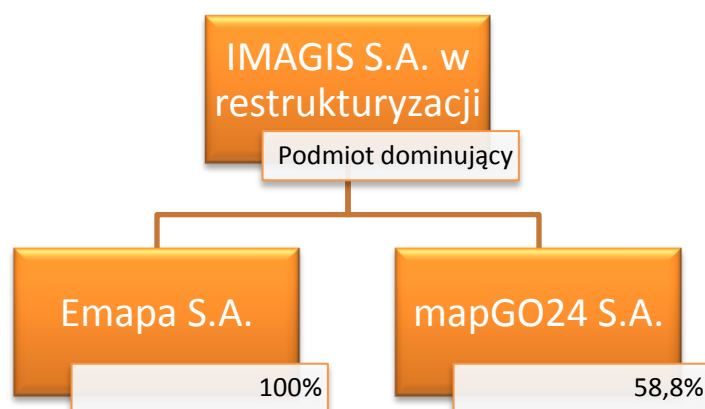 IMAGIS S.A. w
restrukturyzacji
Podmiot dominujący
Emapa S.A.
mapGO24 S.A.
100%
58,8%